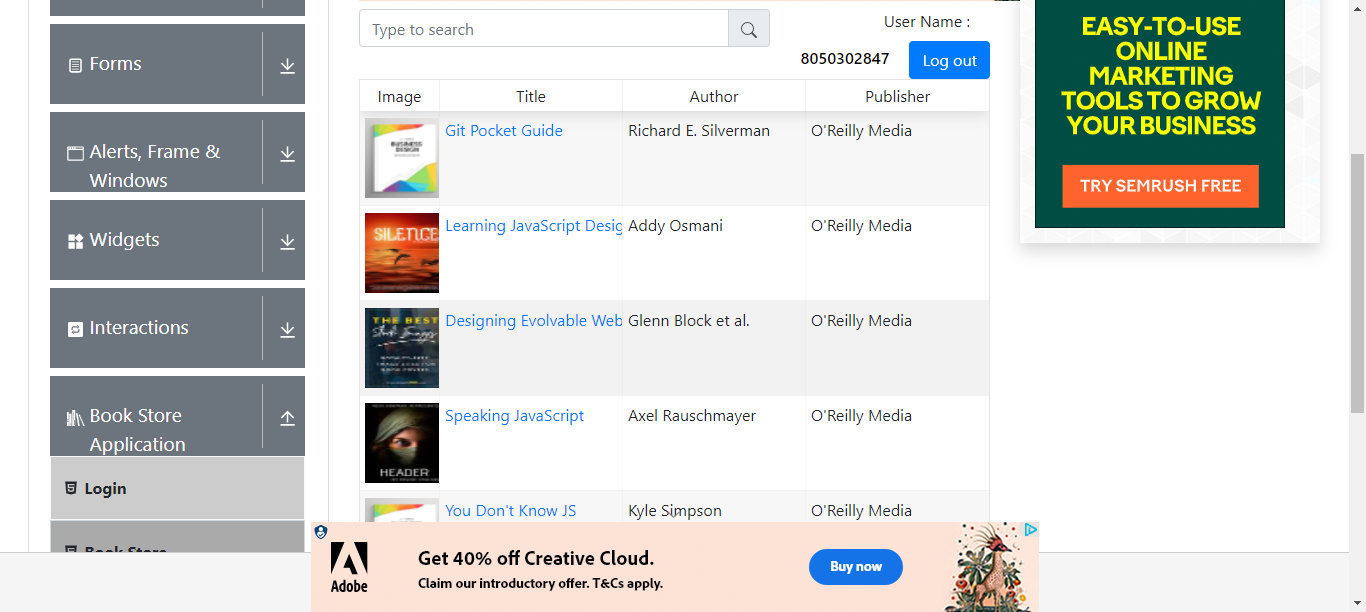 Forms
Alerts, Frame &
Windows
Widgets
Interactions
Book Store
Application
Login
Book Store
Type to search
User Name :
8050302847
Log out
Image Title Author Publisher
BUSINESS
DESIGN
Git Pocket Guide Richard E. Silverman O'Reilly Media
SILENCE
Learning JavaScript Desig Addy Osmani O'Reilly Media
THE BEST
Designing Evolvable Web Glenn Block et al. O'Reilly Media
HEADER
Speaking JavaScript Axel Rauschmayer O'Reilly Media
You Don't Know JS Kyle Simpson O'Reilly Media
EASY-TO-USE
ONLINE
MARKETING
TOOLS TO GROW
YOUR BUSINESS
TRY SEMRUSH FREE
Adobe
Get 40% off Creative Cloud.
Claim our introductory offer. T&Cs apply.
Buy now